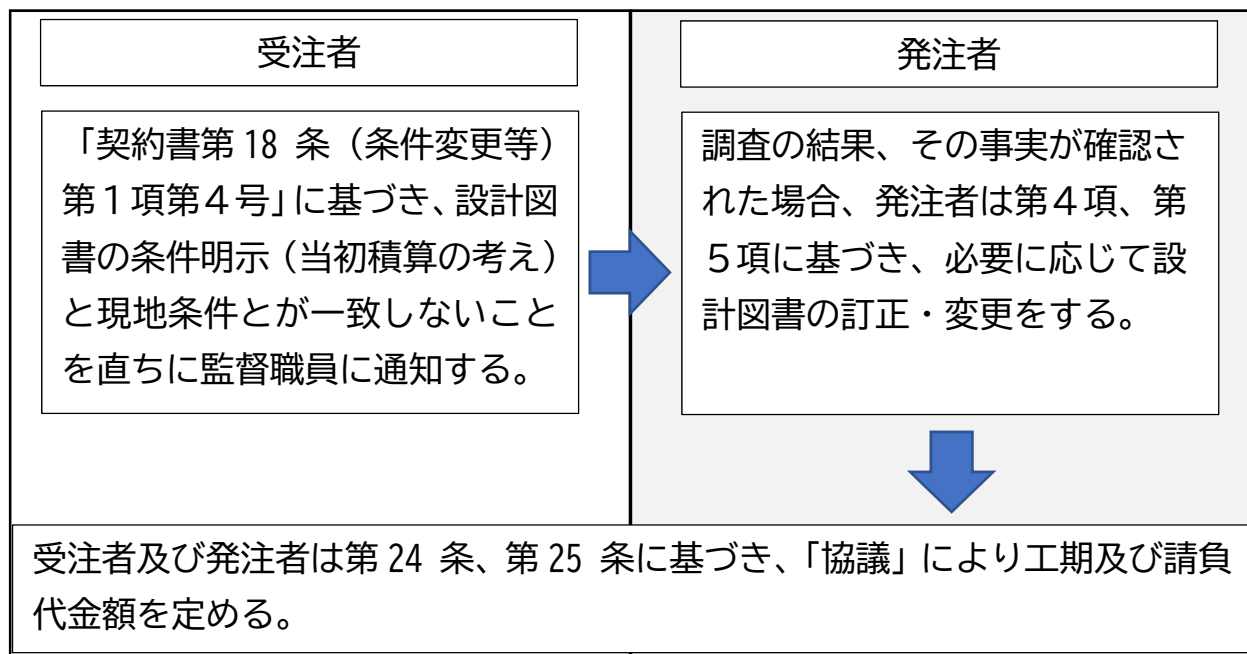 受注者
「契約書第 18 条（条件変更等）
第１項第４号」に基づき、設計図
書の条件明示（当初積算の考え）
と現地条件とが一致しないこと
を直ちに監督職員に通知する。
発注者
調査の結果、その事実が確認さ
れた場合、発注者は第４項、第
５項に基づき、必要に応じて設
計図書の訂正・変更をする。
受注者及び発注者は第 24 条、第 25 条に基づき、「協議」により工期及び請負
代金額を定める。